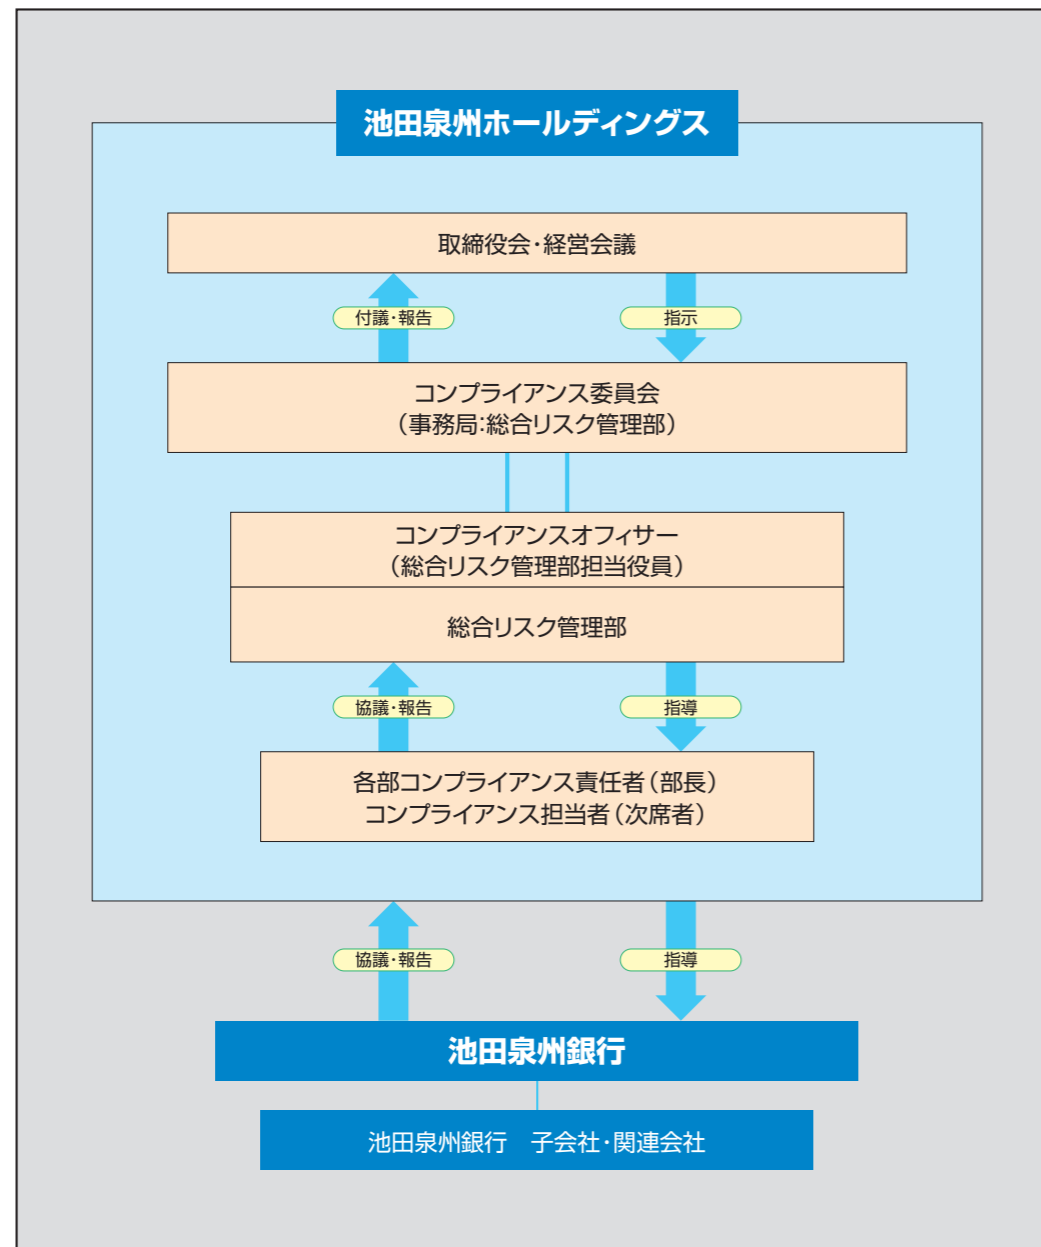 池田泉州ホールディングス
取締役会・経営会議
付議・報告
指示
コンプライアンス委員会
（事務局：総合リスク管理部）
コンプライアンスオフィサー
（総合リスク管理部担当役員）
総合リスク管理部
協議・報告
指導
各部コンプライアンス責任者（部長）
コンプライアンス担当者（次席者）
協議・報告
指導
池田泉州銀行
池田泉州銀行　子会社・関連会社